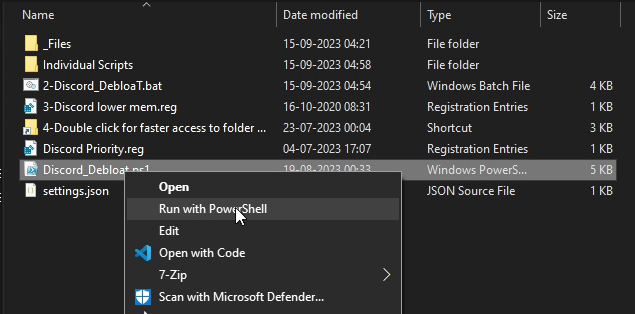 Name Date modified Type Size
_Files 15-09-2023 04:21 File folder
Individual Scripts 15-09-2023 04:58 File folder
2-Discord_DebloaT.bat 15-09-2023 04:42 Windows Batch File 4 KB
3-Discord lower mem.reg 16-10-2020 08:31 Registration Entries 1 KB
4-Double click for faster access to folder ... 23-07-2023 00:04 Shortcut 3 KB
Discord Priority.reg 04-07-2023 17:07 Registration Entries 1 KB
Discord_Debloat.ps1 19-08-2023 00:33 Windows PowerS... 5 KB
settings.json JSON Source File 1 KB
Open
Run with PowerShell
Edit
Open with Code
7-Zip
Scan with Microsoft Defender...